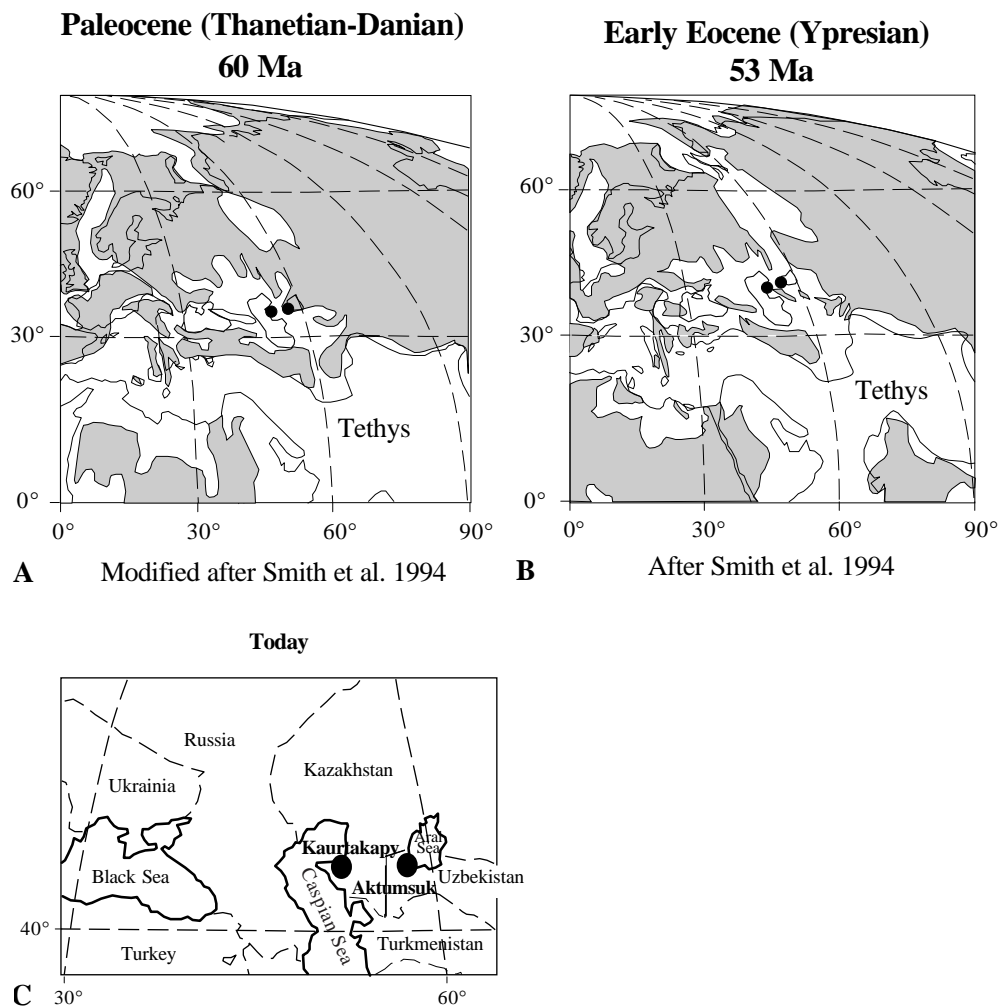 Paleocene (Thanetian-Danian)
60 Ma
60°
30°
0°
Tethys
0°
30°
60°
90°
A
Modified after Smith et al. 1994
Early Eocene (Ypresian)
53 Ma
60°
30°
0°
Tethys
0°
30°
60°
90°
B
After Smith et al. 1994
Today
Russia
Ukrainia
Kazakhstan
Kaurtakapy
Aral
Sea
Black Sea
Aktumsuk
Uzbekistan
Caspian Sea
40°
Turkey
Turkmenistan
C
30°
60°